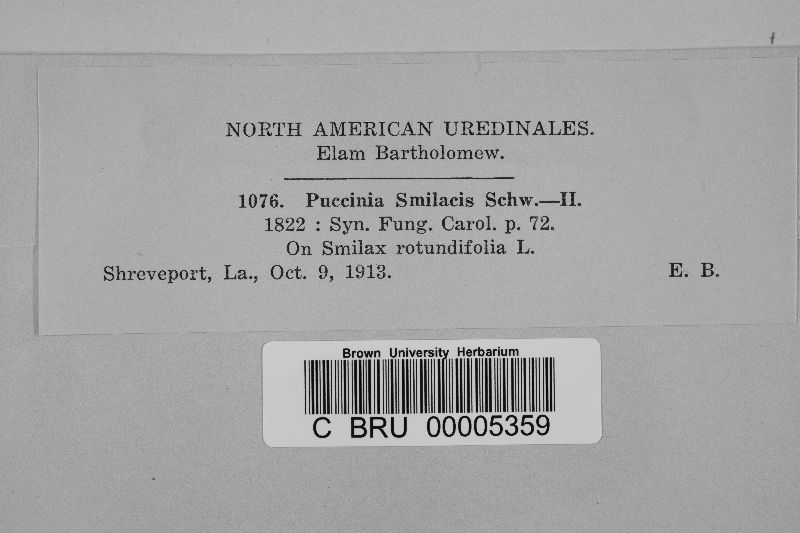 NORTH AMERICAN UREDINALES.
Elam Bartholomew.
1076. Puccinia Smilacis Schw.—II.
1822 : Syn. Fung. Carol. p. 72.
On Smilax rotundifolia L.
Shreveport, La., Oct. 9, 1913. E. B.
Brown University Herbarium
C BRU 00005359